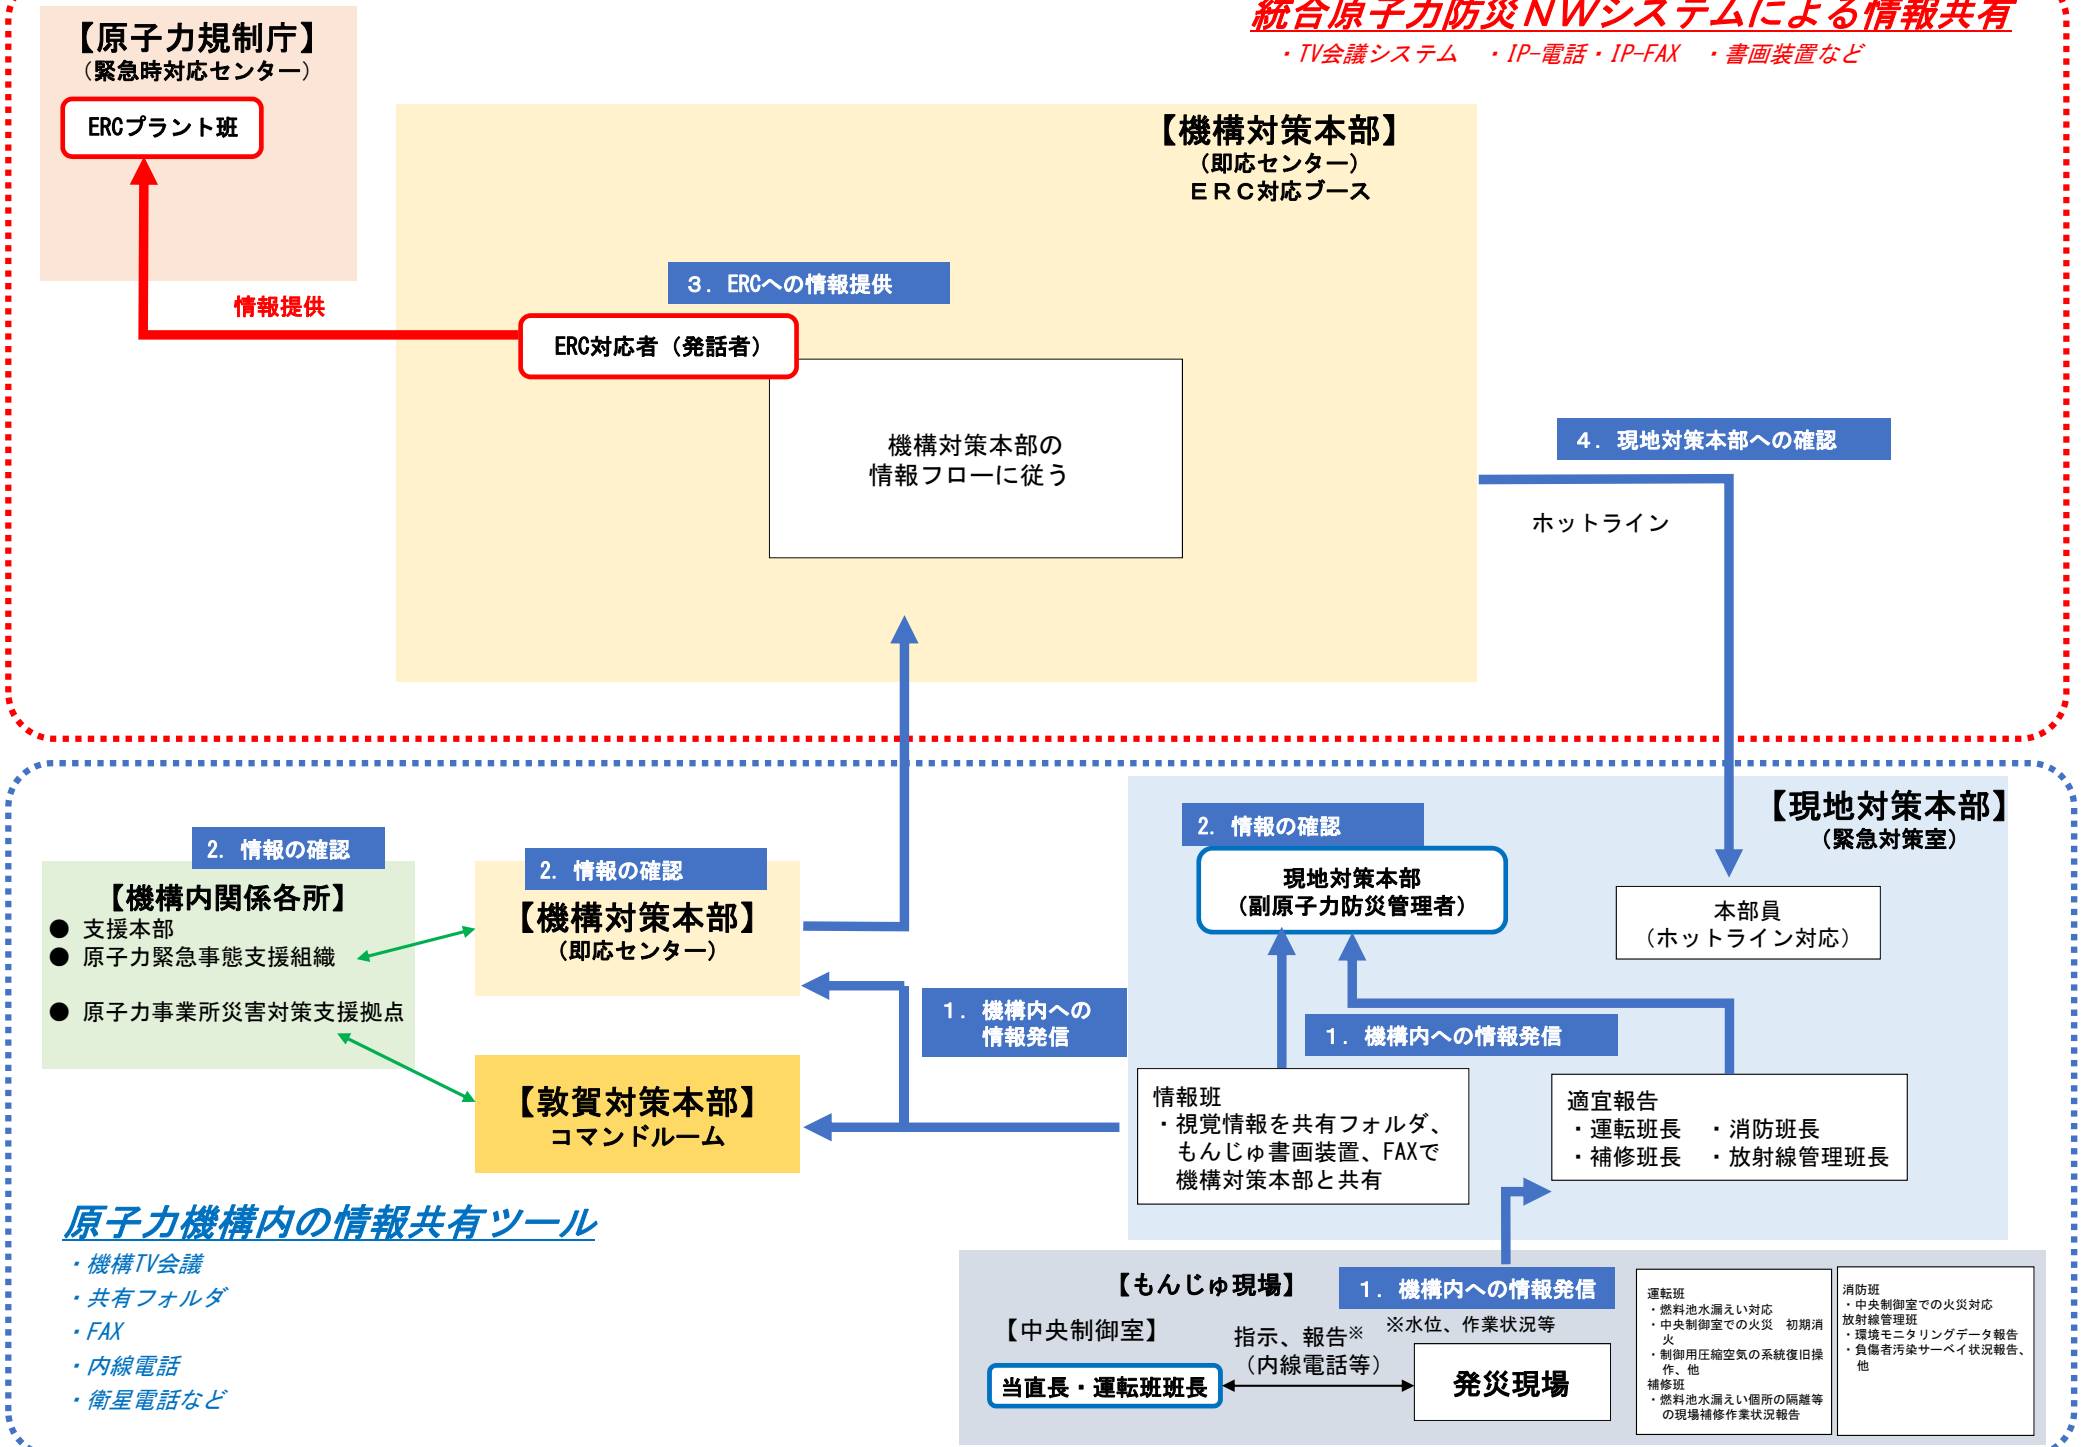 統合原子力防災NWシステムによる情報共有
・TV会議システム　・IP-電話・IP-FAX　・書画装置など
【原子力規制庁】
（緊急時対応センター）
ERCプラント班
情報提供
【機構対策本部】
（即応センター）
ＥＲＣ対応ブース
３．ERCへの情報提供
ERC対応者（発話者）
機構対策本部の
情報フローに従う
４．現地対策本部への確認
ホットライン
2．情報の確認
【機構内関係各所】
● 支援本部
● 原子力緊急事態支援組織
● 原子力事業所災害対策支援拠点
2．情報の確認
【機構対策本部】
（即応センター）
【敦賀対策本部】
コマンドルーム
１．機構内への
情報発信
【現地対策本部】
（緊急対策室）
2．情報の確認
現地対策本部
（副原子力防災管理者）
本部員
（ホットライン対応）
１．機構内への情報発信
情報班
・視覚情報を共有フォルダ、
もんじゅ書画装置、FAXで
機構対策本部と共有
適宜報告
・運転班長　・消防班長
・補修班長　・放射線管理班長
原子力機構内の情報共有ツール
・機構TV会議
・共有フォルダ
・FAX
・内線電話
・衛星電話など
【もんじゅ現場】
１．機構内への情報発信
【中央制御室】
指示、報告※
（内線電話等）
※水位、作業状況等
当直長・運転班班長
発災現場
運転班
・燃料池水漏えい対応
・中央制御室での火災　初期消
火
・制御用圧縮空気の系統復旧操
作、他
補修班
・燃料池水漏えい個所の隔離等
の現場補修作業状況報告
消防班
・中央制御室での火災対応
放射線管理班
・環境モニタリングデータ報告
・負傷者汚染サーベイ状況報告、
他